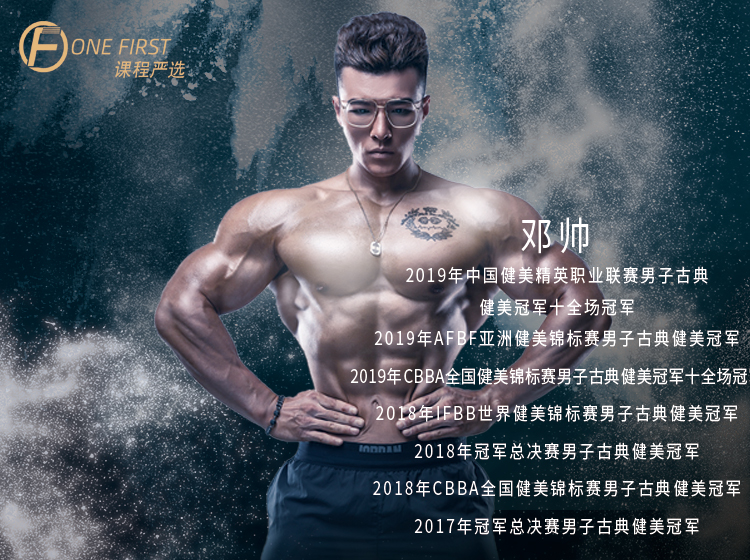 ONE FIRST
课程严选
邓帅
2019年中国健美精英职业联赛男子古典
健美冠军十全场冠军
2019年AFBF亚洲健美锦标赛男子古典健美冠军
2019年CBBA全国健美锦标赛男子古典健美冠军十全场冠
2018年IFBB世界健美锦标赛男子古典健美冠军
2018年冠军总决赛男子古典健美冠军
2018年CBBA全国健美锦标赛男子古典健美冠军
2017年冠军总决赛男子古典健美冠军
JORDAN